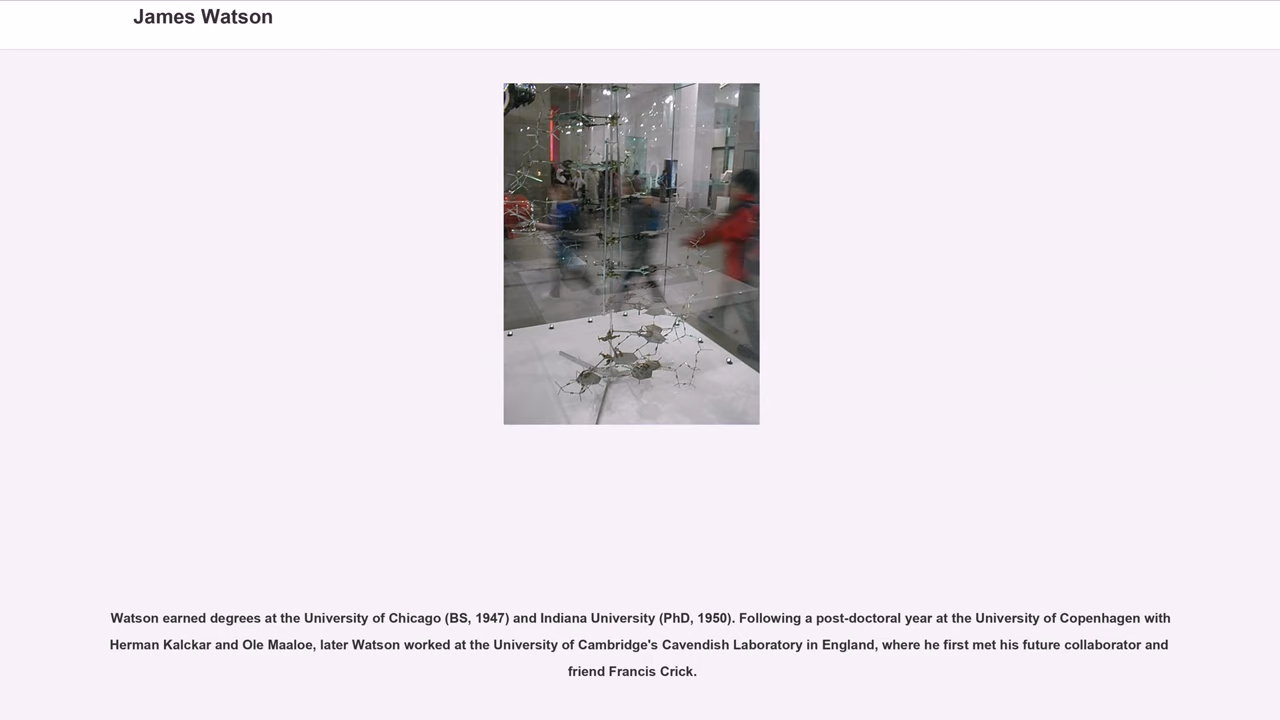 James Watson
Watson earned degrees at the University of Chicago (BS, 1947) and Indiana University (PhD, 1950). Following a post-doctoral year at the University of Copenhagen with
Herman Kalckar and Ole Maaloe, later Watson worked at the University of Cambridge's Cavendish Laboratory in England, where he first met his future collaborator and
friend Francis Crick.